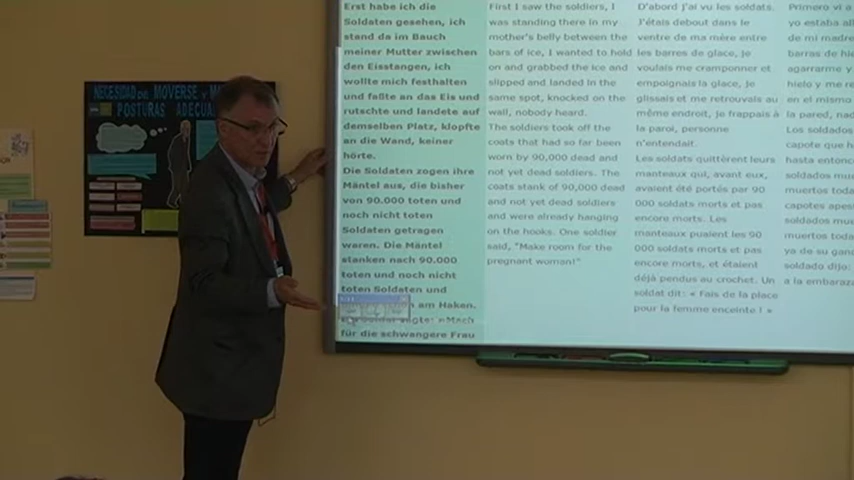 NECESIDAD DE MOVERSE Y
POSTURAS ADECUA
Erst habe ich die
Soldaten gesehen, ich
stand da im Bauch
meiner Mutter zwischen
den Eisstangen, ich
wollte mich festhalten
und faßte an das Eis und
rutschte und landete auf
demselben Platz, klopfte
an die Wand, keiner
hörte.
Die Soldaten zogen ihre
Mäntel aus, die bisher
von 90.000 toten und
noch nicht toten
Soldaten getragen
waren. Die Mäntel
stanken nach 90.000
toten und noch nicht
toten Soldaten und
am Haken.
sagte: »Mach
für die schwangere Frau
First I saw the soldiers, I
was standing there in my
mother's belly between the
bars of ice, I wanted to hold
on and grabbed the ice and
slipped and landed in the
same spot, knocked on the
wall, nobody heard.
The soldiers took off the
coats that had so far been
worn by 90,000 dead and
not yet dead soldiers. The
coats stank of 90,000 dead
and not yet dead soldiers
and were already hanging
on the hooks. One soldier
said, "Make room for the
pregnant woman!"
D'abord j'ai vu les soldats.
J'étais debout dans le
ventre de ma mère entre
les barres de glace, je
voulais me cramponner et
empoignais la glace, je
glissais et me retrouvais au
même endroit, je frappais à
la paroi, personne
n'entendait.
Les soldats quittèrent leurs
manteaux qui, avant eux,
avaient été portés par 90
000 soldats morts et pas
encore morts. Les
manteaux puaient les 90
000 soldats morts et pas
encore morts, et étaient
déjà pendus au crochet. Un
soldat dit: « Fais de la place
pour la femme enceinte ! »
Primero vi a
yo estaba all
de mi madre
barras de hie
agarrarme y
hielo y me re
en el mismo
la pared, nad
Los soldados
hasta entonc
soldados mu
muertos toda
capotes apes
soldados mue
muertos toda
ya de su gan
soldado dijo:
a la embaraz